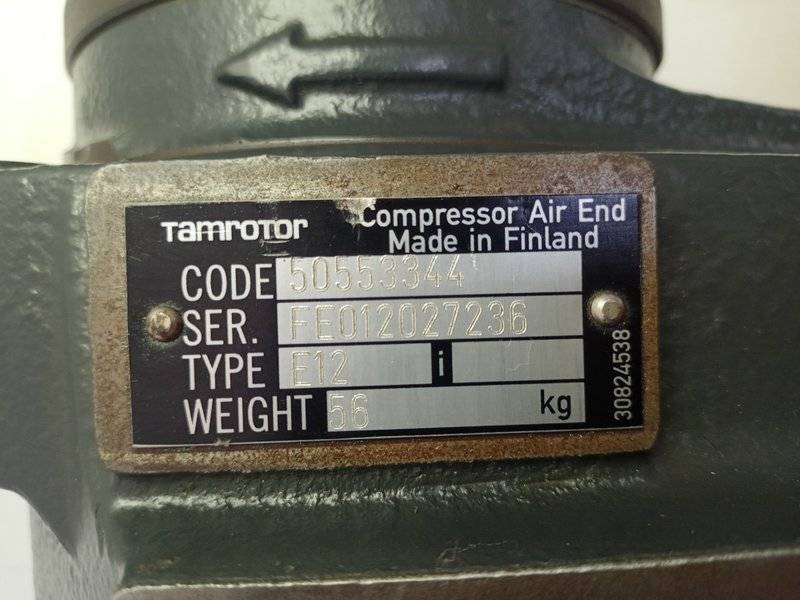 Tamrotor
Compressor Air End
Made in Finland
CODE 50553344
SER. FE012027236
TYPE E12 i
WEIGHT 56 kg
30824538